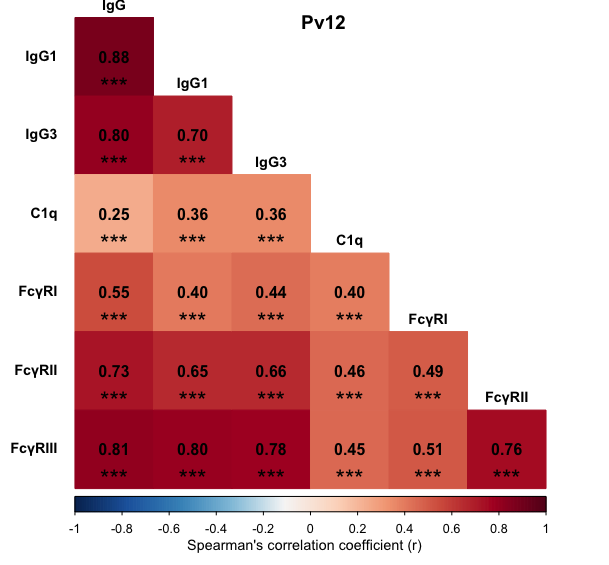 IgG
Pv12
IgG1 0.88
***
IgG1
IgG3 0.80 0.70
*** ***
IgG3
C1q 0.25 0.36 0.36
*** *** ***
C1q
FcγRI 0.55 0.40 0.44 0.40
*** *** *** ***
FcγRI
FcγRII 0.73 0.65 0.66 0.46 0.49
*** *** *** *** ***
FcγRII
FcγRIII 0.81 0.80 0.78 0.45 0.51 0.76
*** *** *** *** *** ***
-1 -0.8 -0.6 -0.4 -0.2 0 0.2 0.4 0.6 0.8 1
Spearman's correlation coefficient (r)